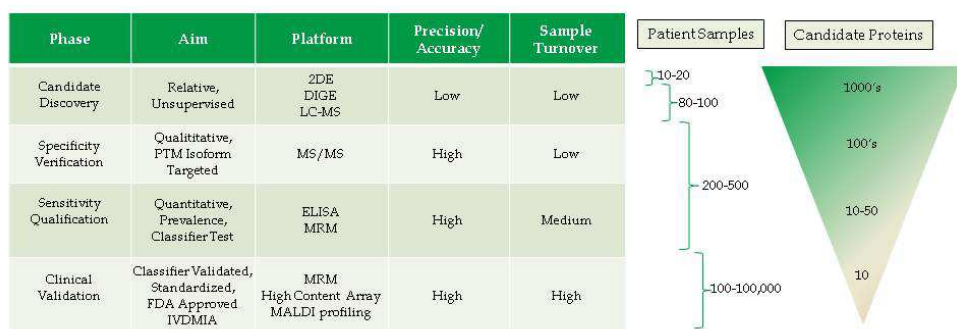 Phase
Aim
Platform
Precision/
Accuracy
Sample
Turnover
Patient Samples
Candidate Proteins
Candidate
Discovery
Relative,
Unsupervised
2DE
DIGE
LC-MS
Low
Low
10-20
80-100
1000's
Specificity
Verification
Qualititative,
PTM Isoform
Targeted
MS/MS
High
Low
100's
200-500
Sensitivity
Qualification
Quantitative,
Prevalence,
Classifier Test
ELISA
MRM
High
Medium
10-50
Clinical
Validation
Classifier Validated,
Standardized,
FDA Approved
IVDMIA
MRM
High Content Array
MALDI profiling
High
High
100-100,000
10